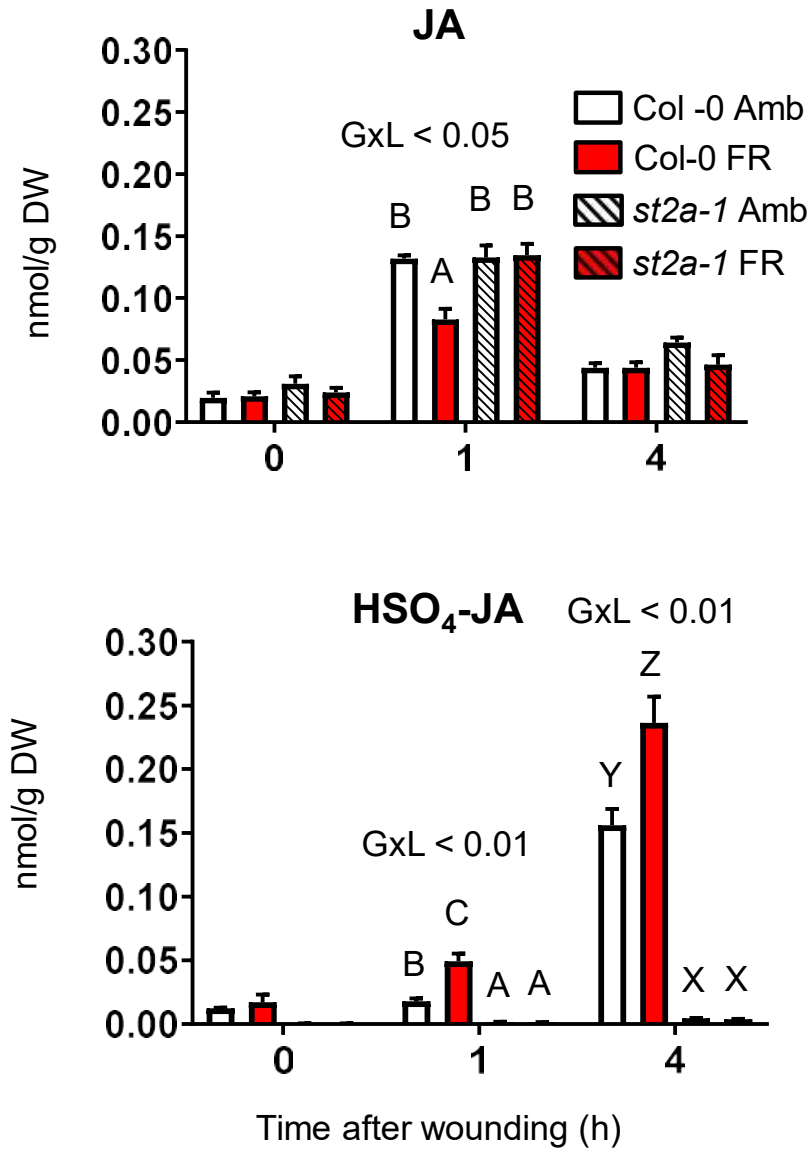 JA
0.30
0.25
0.20
0.15
0.10
0.05
0.00
nmol/g DW
GxL < 0.05
Col -0 Amb
Col-0 FR
st2a-1 Amb
st2a-1 FR
B
A
B
B
0
1
4
HSO₄-JA
GxL < 0.01
0.30
0.25
0.20
0.15
0.10
0.05
0.00
nmol/g DW
Z
Y
GxL < 0.01
C
B
A
A
X
X
0
1
4
Time after wounding (h)